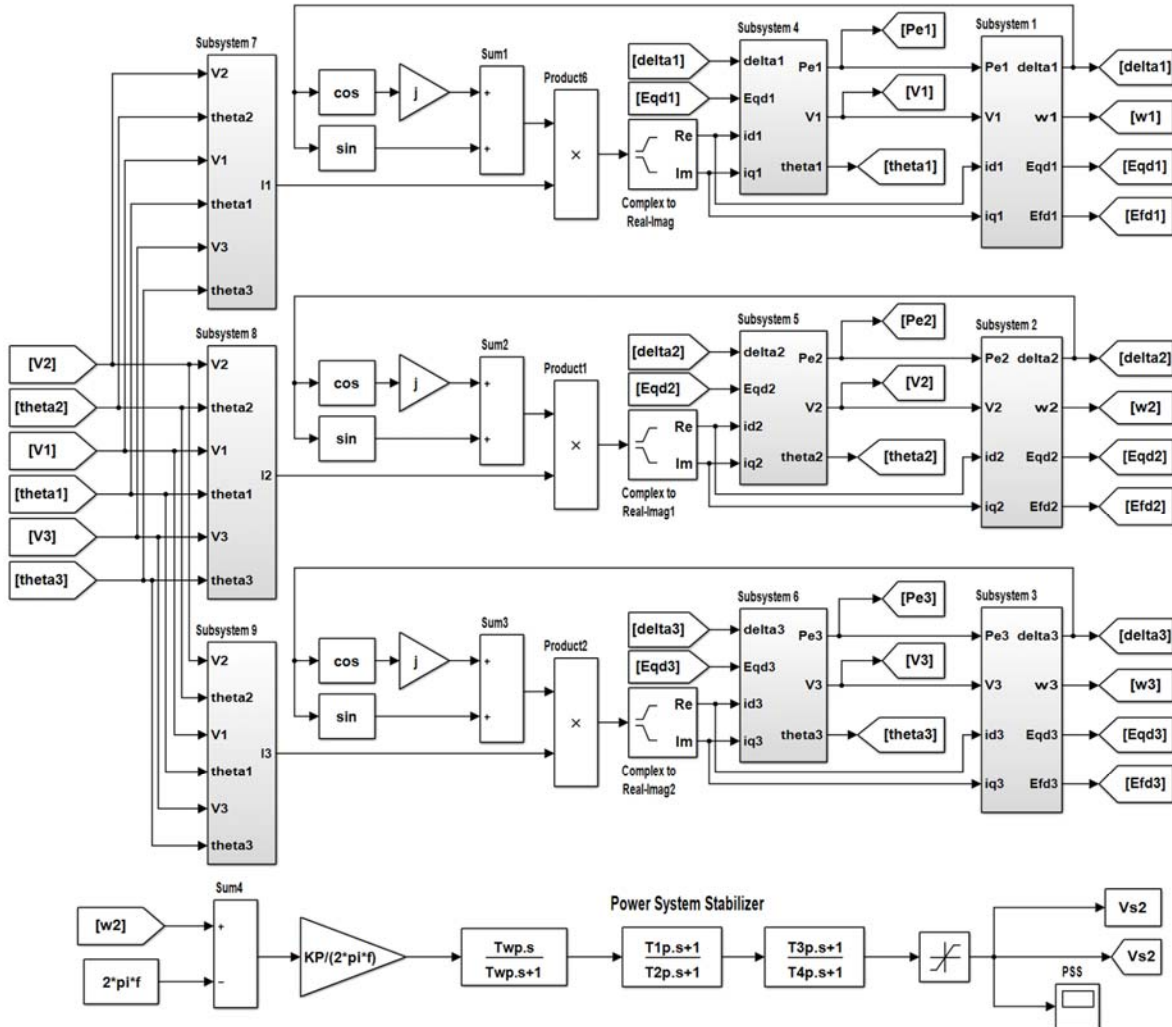 Subsystem 7
V2
theta2
V1
theta1
V3
theta3
I1
cos
j
sin
Sum1
+
+
Product6
×
[delta1]
[Eqd1]
Re
Im
Complex to
Real-Imag
Subsystem 4
delta1
Eqd1
id1
iq1
Pe1
V1
theta1
[Pe1]
[V1]
[theta1]
Subsystem 1
Pe1
V1
id1
iq1
delta1
w1
Eqd1
Efd1
[delta1]
[w1]
[Eqd1]
[Efd1]
[V2]
[theta2]
[V1]
[theta1]
[V3]
[theta3]
Subsystem 8
V2
theta2
V1
theta1
V3
theta3
I2
cos
j
sin
Sum2
+
+
Product1
×
[delta2]
[Eqd2]
Re
Im
Complex to
Real-Imag1
Subsystem 5
delta2
Eqd2
id2
iq2
Pe2
V2
theta2
[Pe2]
[V2]
[theta2]
Subsystem 2
Pe2
V2
id2
iq2
delta2
w2
Eqd2
Efd2
[delta2]
[w2]
[Eqd2]
[Efd2]
Subsystem 9
V2
theta2
V1
theta1
V3
theta3
I3
cos
j
sin
Sum3
+
+
Product2
×
[delta3]
[Eqd3]
Re
Im
Complex to
Real-Imag2
Subsystem 6
delta3
Eqd3
id3
iq3
Pe3
V3
theta3
[Pe3]
[V3]
[theta3]
Subsystem 3
Pe3
V3
id3
iq3
delta3
w3
Eqd3
Efd3
[delta3]
[w3]
[Eqd3]
[Efd3]
Power System Stabilizer
[w2]
2*pi*f
Sum4
+
−
KP/(2*pi*f)
Twp.s
Twp.s+1
T1p.s+1
T2p.s+1
T3p.s+1
T4p.s+1
Vs2
Vs2
PSS